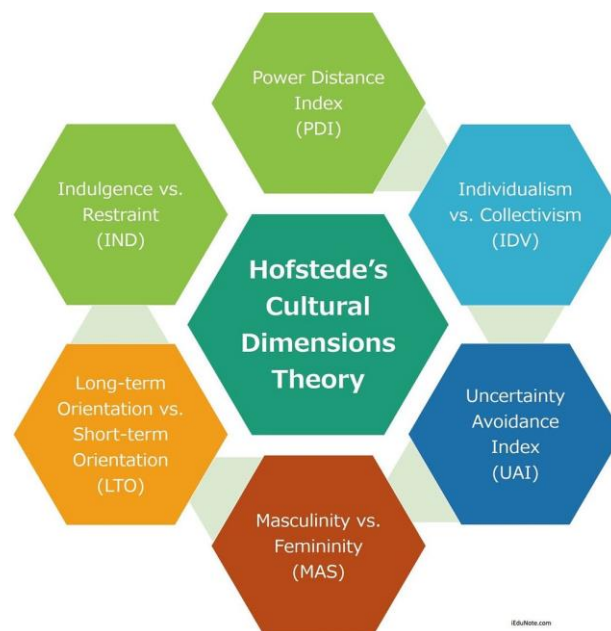 Power Distance
Index
(PDI)
Indulgence vs.
Restraint
(IND)
Individualism
vs. Collectivism
(IDV)
Hofstede's
Cultural
Dimensions
Theory
Long-term
Orientation vs.
Short-term
Orientation
(LTO)
Uncertainty
Avoidance
Index
(UAI)
Masculinity vs.
Femininity
(MAS)
iEduNote.com